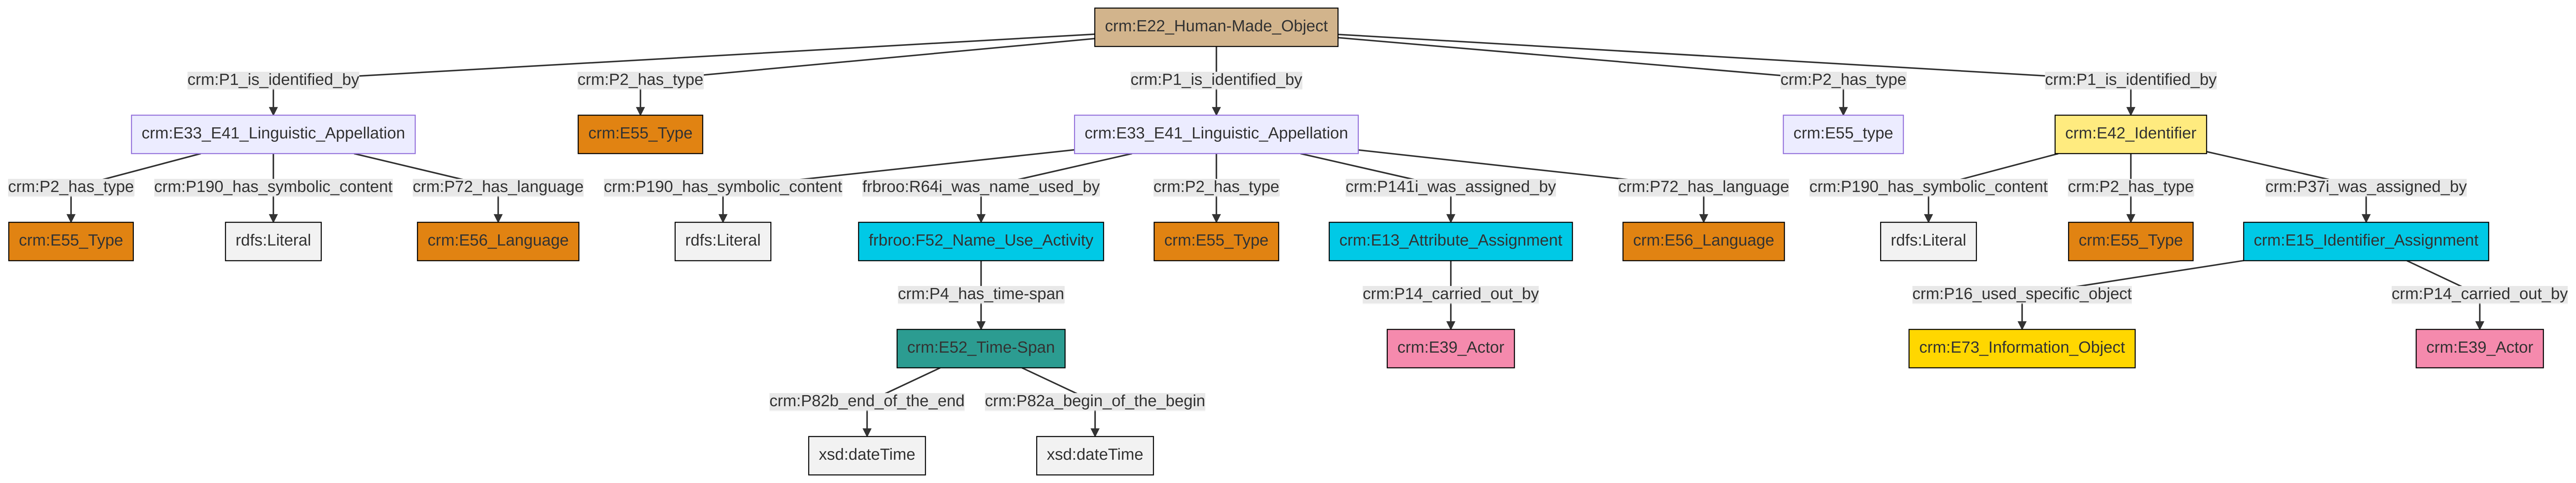 crm:E22_Human-Made_Object
crm:P1_is_identified_by
crm:P2_has_type
crm:P1_is_identified_by
crm:P2_has_type
crm:P1_is_identified_by
crm:E33_E41_Linguistic_Appellation
crm:E55_Type
crm:E33_E41_Linguistic_Appellation
crm:E55_type
crm:E42_Identifier
crm:P2_has_type
crm:P190_has_symbolic_content
crm:P72_has_language
crm:P190_has_symbolic_content
frbroo:R64i_was_name_used_by
crm:P2_has_type
crm:P141i_was_assigned_by
crm:P72_has_language
crm:P190_has_symbolic_content
crm:P2_has_type
crm:P37i_was_assigned_by
crm:E55_Type
rdfs:Literal
crm:E56_Language
rdfs:Literal
frbroo:F52_Name_Use_Activity
crm:E55_Type
crm:E13_Attribute_Assignment
crm:E56_Language
rdfs:Literal
crm:E55_Type
crm:E15_Identifier_Assignment
crm:P4_has_time-span
crm:P14_carried_out_by
crm:P16_used_specific_object
crm:P14_carried_out_by
crm:E52_Time-Span
crm:E39_Actor
crm:E73_Information_Object
crm:E39_Actor
crm:P82b_end_of_the_end
crm:P82a_begin_of_the_begin
xsd:dateTime
xsd:dateTime